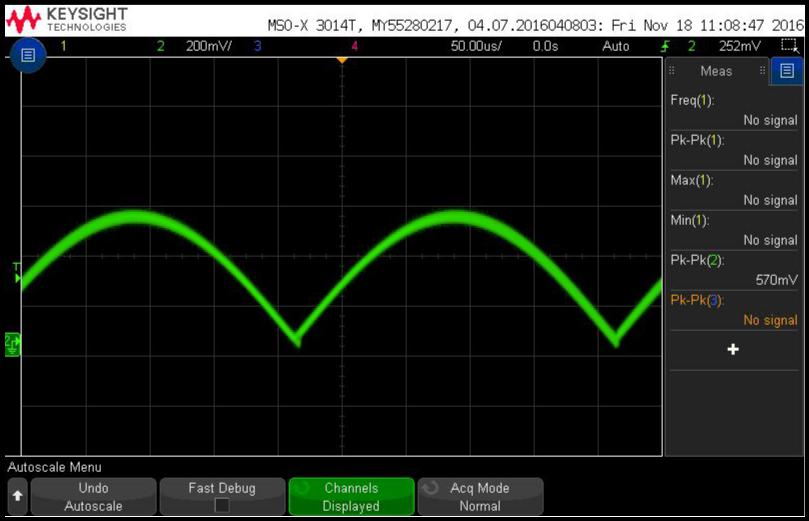 KEYSIGHT
TECHNOLOGIES
MSO-X 3014T, MY55280217, 04.07.2016040803: Fri Nov 18 11:08:47 2016
1 2 200mV/ 3 4 50.00us/ 0.0s Auto 2 252mV
Meas
Freq(1):
No signal
Pk-Pk(1):
No signal
Max(1):
No signal
Min(1):
No signal
Pk-Pk(2):
570mV
Pk-Pk(3):
No signal
+
T
2
Autoscale Menu
Undo
Autoscale
Fast Debug
Channels
Displayed
Acq Mode
Normal